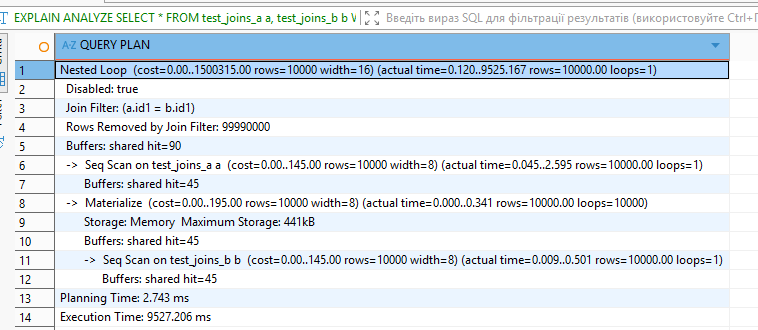 EXPLAIN ANALYZE SELECT * FROM test_joins_a a, test_joins_b b W
Введіть вираз SQL для фільтрації результатів (використовуйте Ctrl+
A-Z QUERY PLAN
1 Nested Loop (cost=0.00..1500315.00 rows=10000 width=16) (actual time=0.120..9525.167 rows=10000.00 loops=1)
2 Disabled: true
3 Join Filter: (a.id1 = b.id1)
4 Rows Removed by Join Filter: 99990000
5 Buffers: shared hit=90
6 -> Seq Scan on test_joins_a a (cost=0.00..145.00 rows=10000 width=8) (actual time=0.045..2.595 rows=10000.00 loops=1)
7 Buffers: shared hit=45
8 -> Materialize (cost=0.00..195.00 rows=10000 width=8) (actual time=0.000..0.341 rows=10000.00 loops=10000)
9 Storage: Memory Maximum Storage: 441kB
10 Buffers: shared hit=45
11 -> Seq Scan on test_joins_b b (cost=0.00..145.00 rows=10000 width=8) (actual time=0.009..0.501 rows=10000.00 loops=1)
12 Buffers: shared hit=45
13 Planning Time: 2.743 ms
14 Execution Time: 9527.206 ms